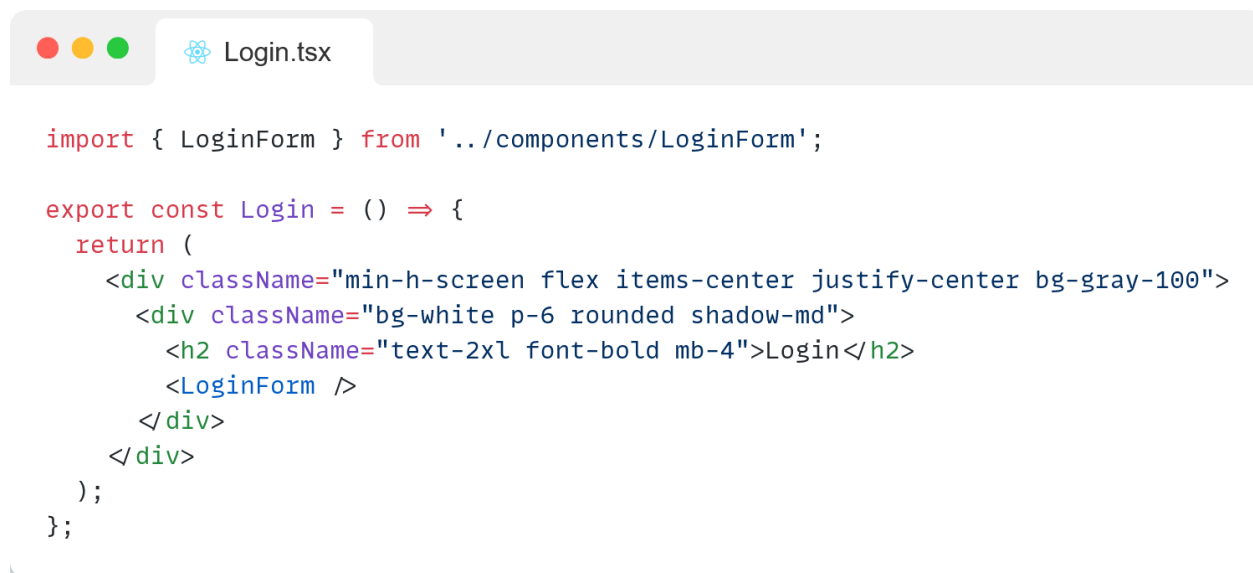 Login.tsx
import { LoginForm } from '../components/LoginForm';
export const Login = () => {
  return (
    <div className="min-h-screen flex items-center justify-center bg-gray-100">
      <div className="bg-white p-6 rounded shadow-md">
        <h2 className="text-2xl font-bold mb-4">Login</h2>
        <LoginForm />
      </div>
    </div>
  );
};